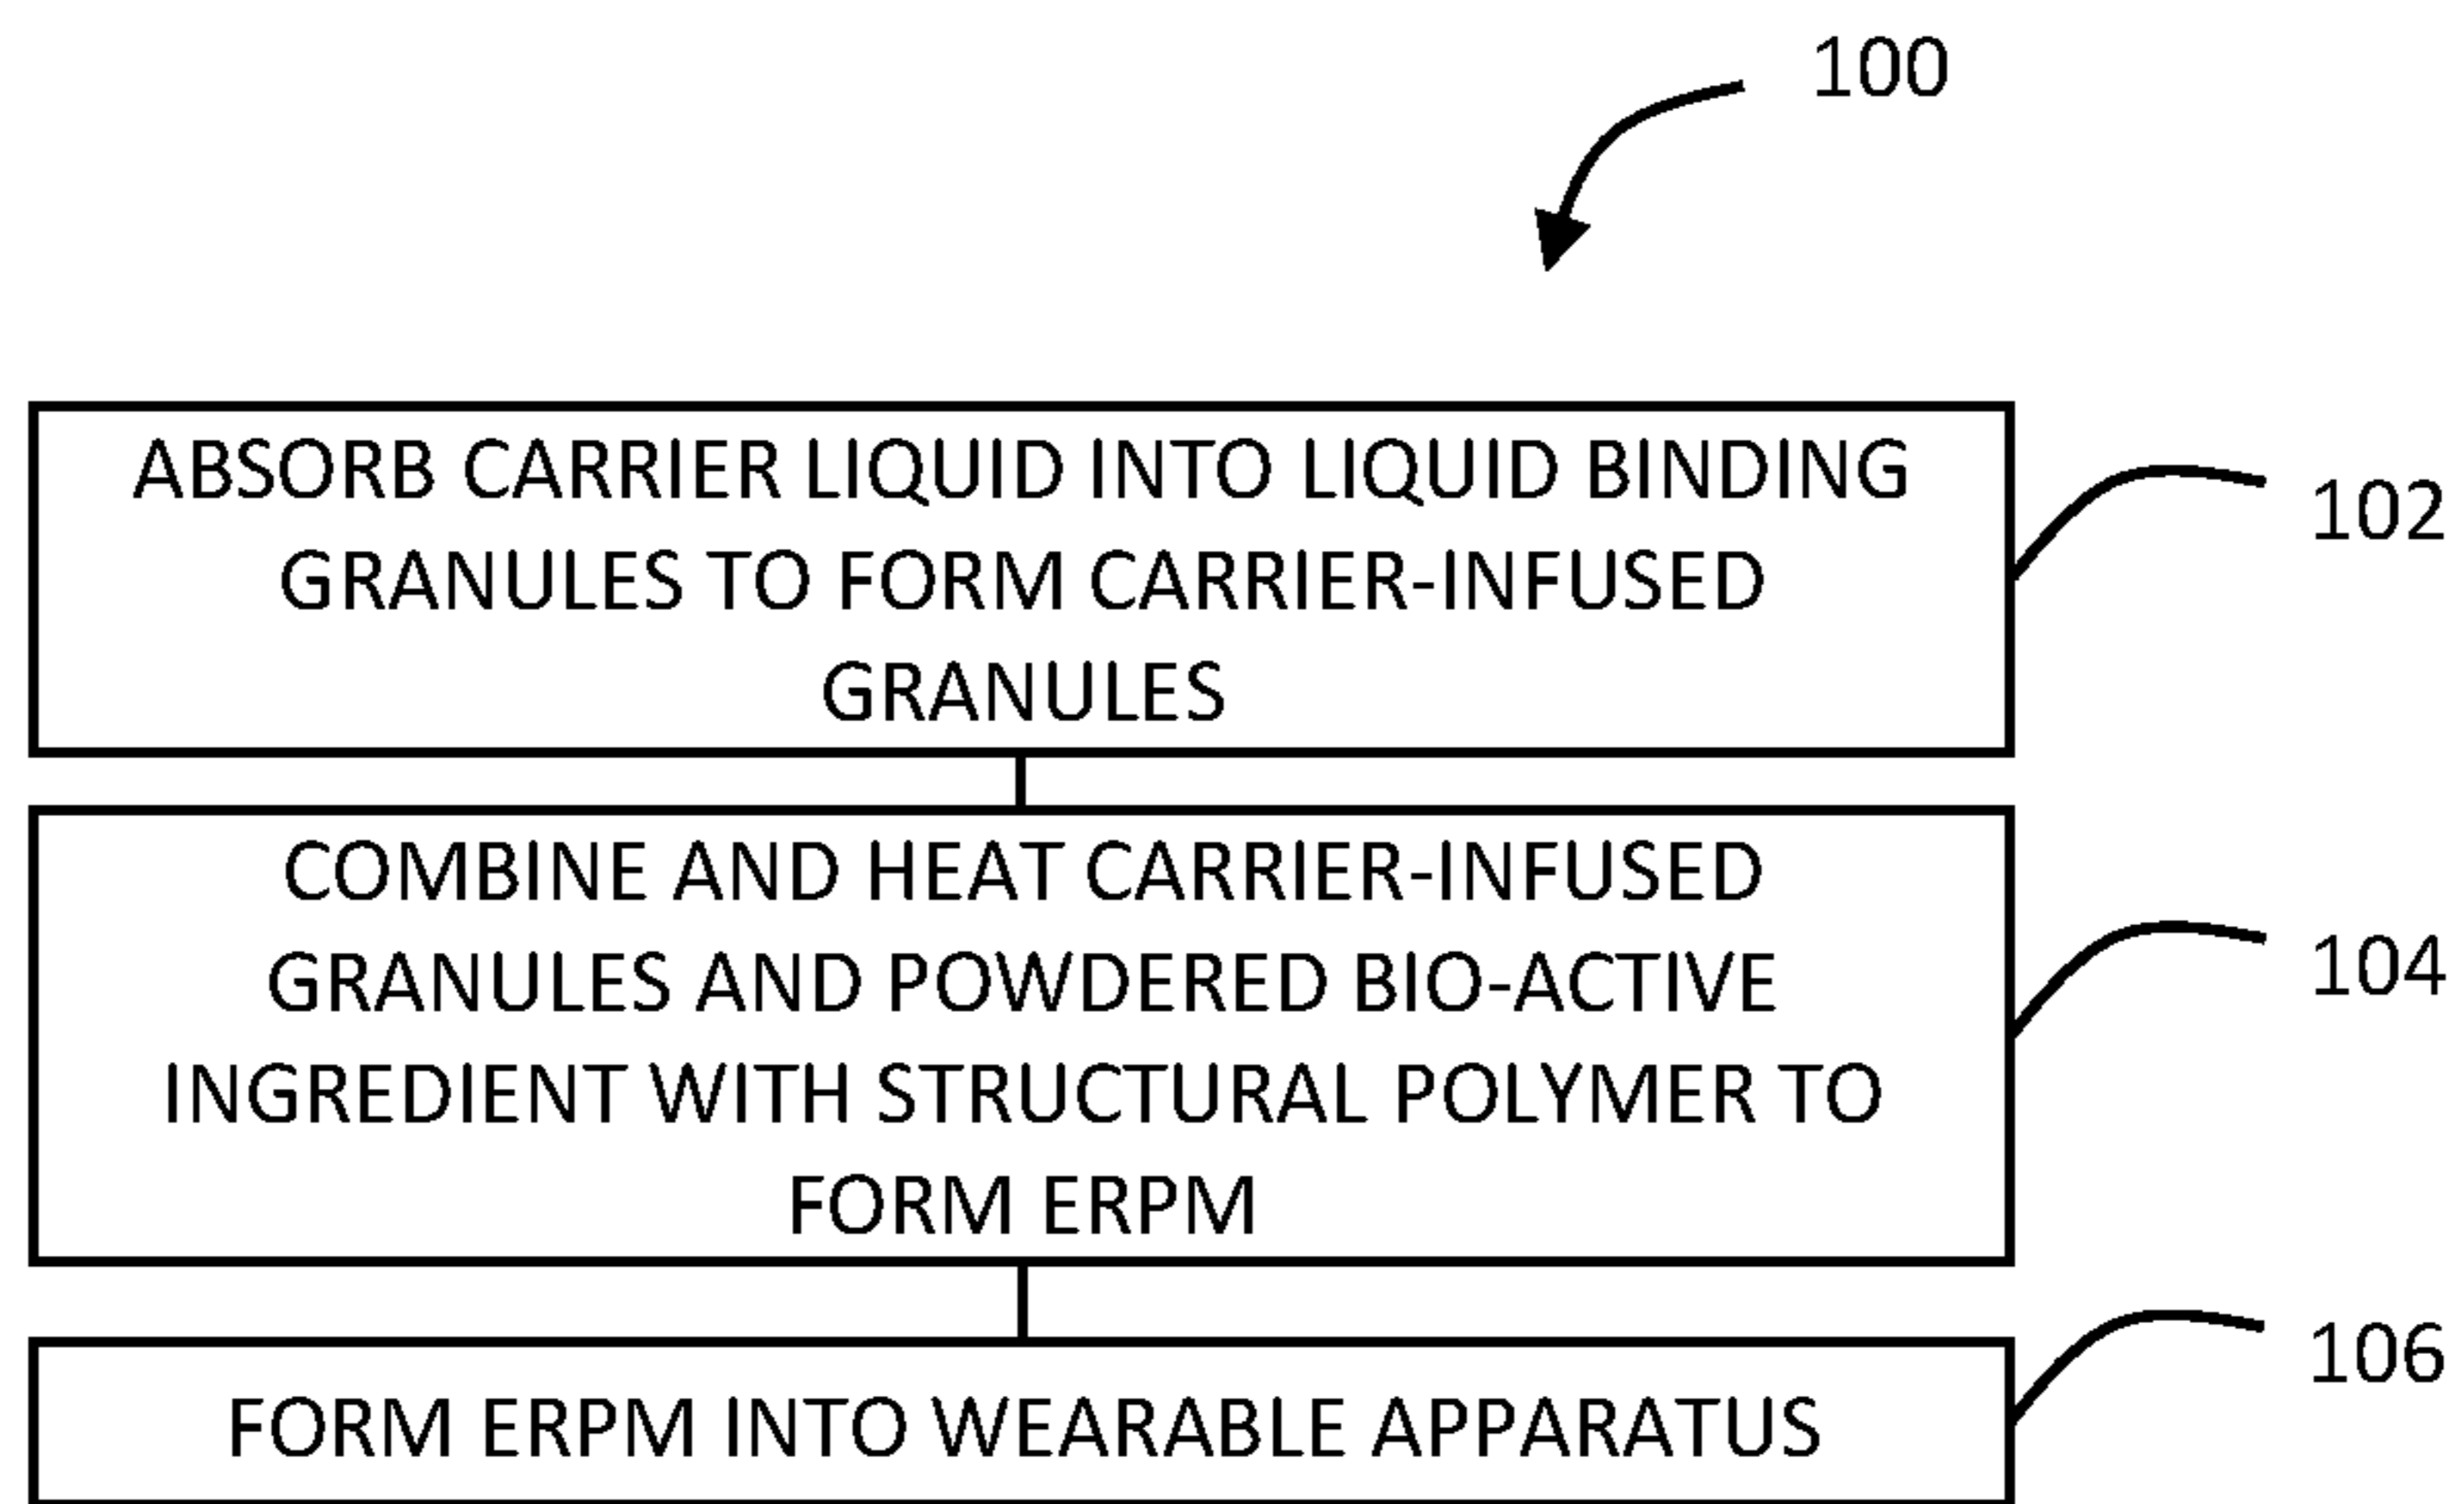 100
ABSORB CARRIER LIQUID INTO LIQUID BINDING
GRANULES TO FORM CARRIER-INFUSED
GRANULES
102
COMBINE AND HEAT CARRIER-INFUSED
GRANULES AND POWDERED BIO-ACTIVE
INGREDIENT WITH STRUCTURAL POLYMER TO
FORM ERPM
104
FORM ERPM INTO WEARABLE APPARATUS
106